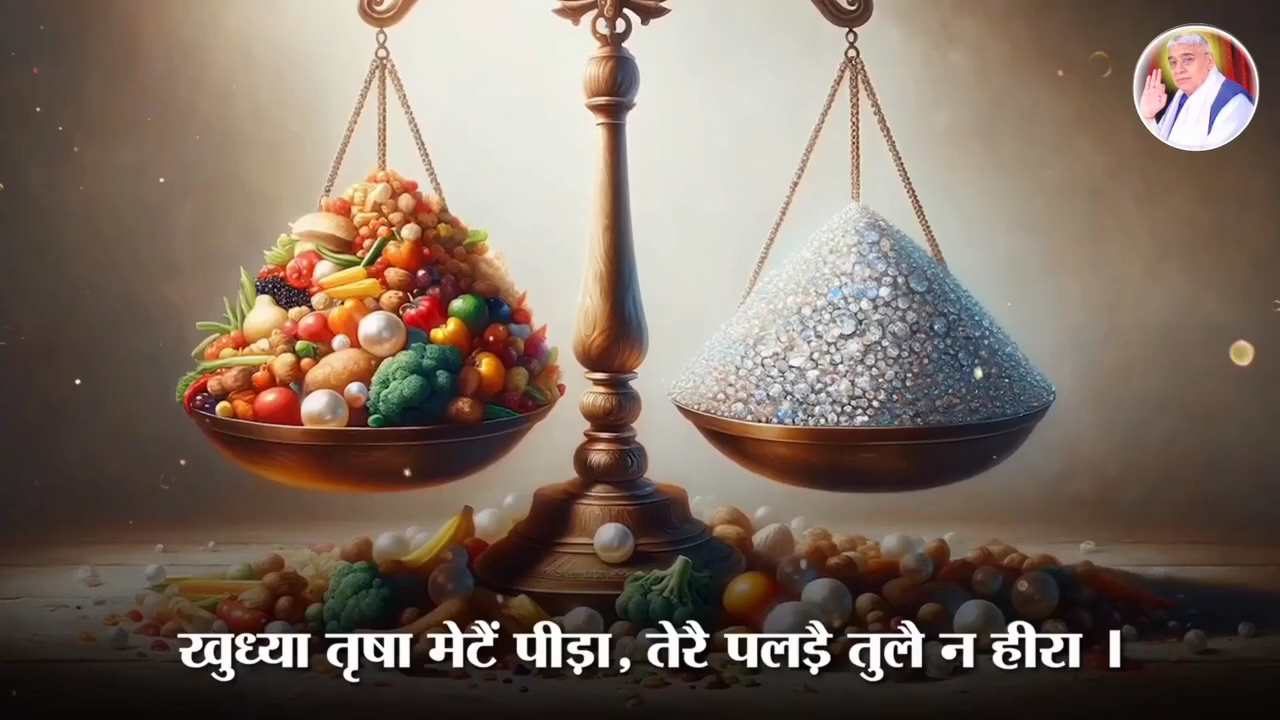 खुध्या तृषा मेटैं पीड़ा, तेरै पलड़ै तुलै न हीरा ।